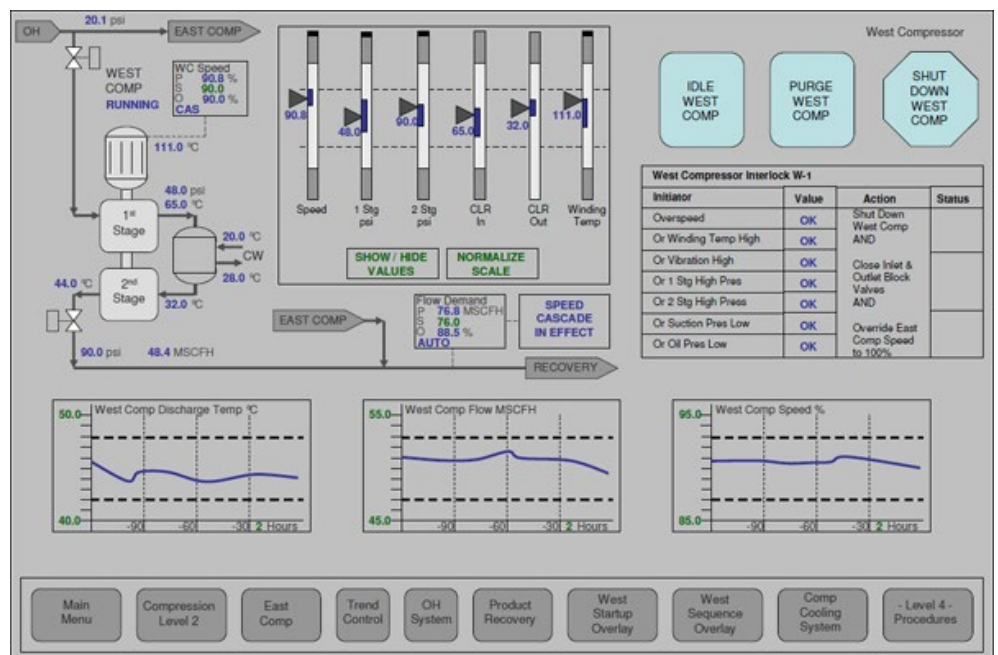 OH
20.1 psi
EAST COMP
West Compressor
WEST
COMP
RUNNING
WC Speed
P 90.8 %
S 90.0
O 90.0 %
CAS
111.0 °C
48.0 psi
65.0 °C
1st
Stage
20.0 °C
CW
28.0 °C
2nd
Stage
44.0 °C
32.0 °C
90.0 psi
48.4 MSCFH
90.8
48.0
90.0
65.0
32.0
111.0
Speed
1 Stg
psi
2 Stg
psi
CLR
In
CLR
Out
Winding
Temp
SHOW / HIDE
VALUES
NORMALIZE
SCALE
EAST COMP
Flow Demand
P 76.8 MSCFH
S 76.0
O 88.5 %
AUTO
SPEED
CASCADE
IN EFFECT
RECOVERY
IDLE
WEST
COMP
PURGE
WEST
COMP
SHUT
DOWN
WEST
COMP
West Compressor Interlock W-1
Initiator Value Action Status
Overspeed OK
Or Winding Temp High OK
Or Vibration High OK
Or 1 Stg High Pres OK
Or 2 Stg High Press OK
Or Suction Pres Low OK
Or Oil Pres Low OK
Shut Down
West Comp
AND
Close Inlet &
Outlet Block
Valves
AND
Override East
Comp Speed
to 100%
West Comp Discharge Temp °C
50.0
40.0
-90 -60 -30 2 Hours
West Comp Flow MSCFH
55.0
45.0
-90 -60 -30 2 Hours
West Comp Speed %
95.0
85.0
-90 -60 -30 2 Hours
Main
Menu
Compression
Level 2
East
Comp
Trend
Control
OH
System
Product
Recovery
West
Startup
Overlay
West
Sequence
Overlay
Comp
Cooling
System
- Level 4 -
Procedures